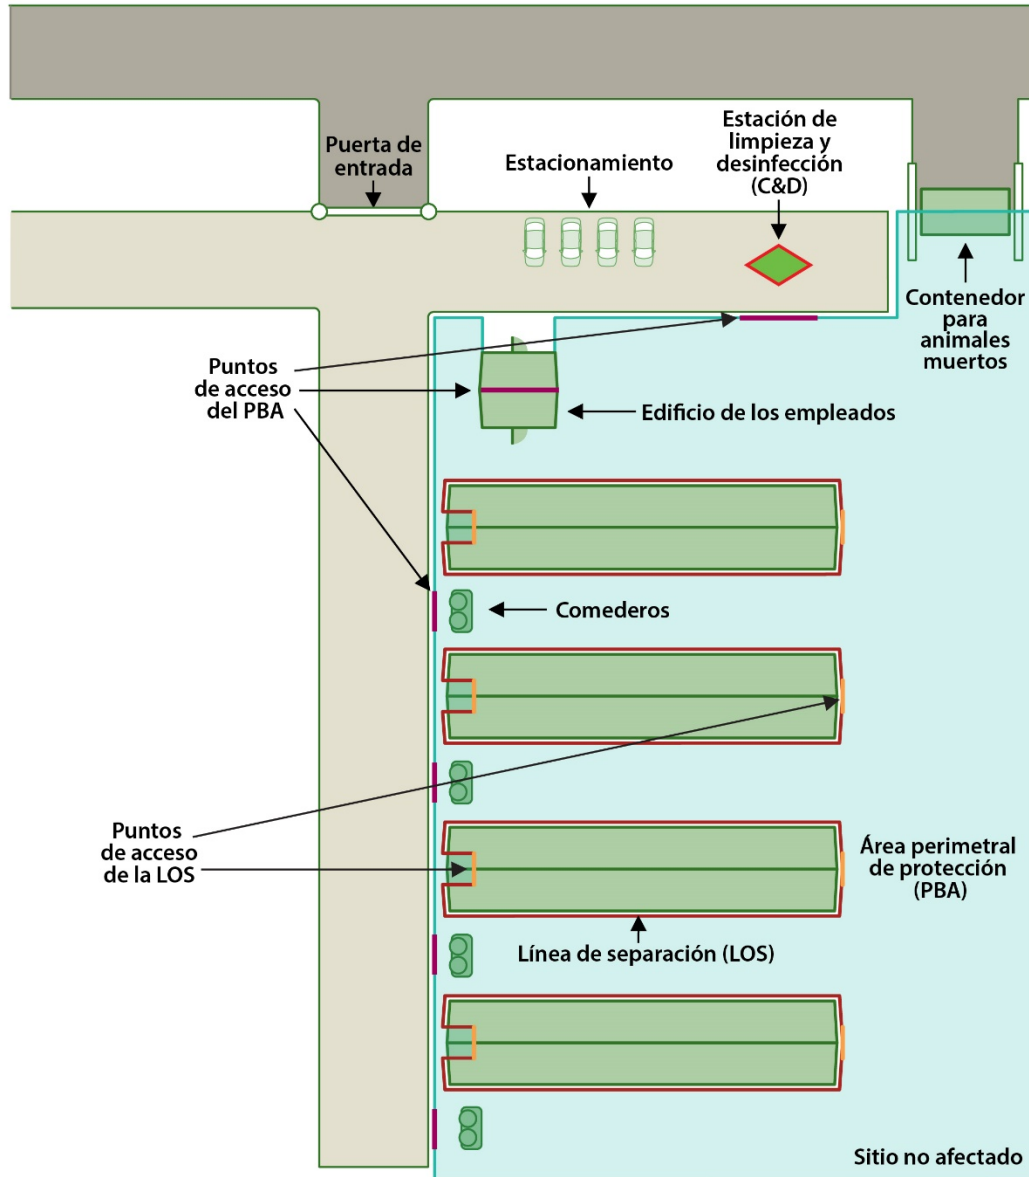 Puerta de
entrada
Estacionamiento
Estación de
limpieza y
desinfección
(C&D)
Contenedor
para
animales
muertos
Puntos
de acceso
del PBA
Edificio de los empleados
Comederos
Puntos
de acceso
de la LOS
Área perimetral
de protección
(PBA)
Línea de separación (LOS)
Sitio no afectado